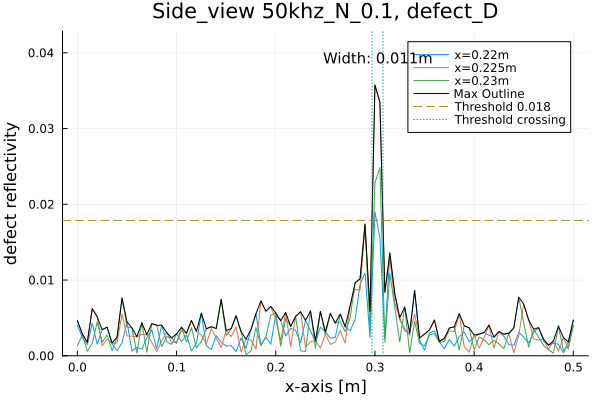 Side_view 50khz_N_0.1, defect_D
Width: 0.011m
x=0.22m
x=0.225m
x=0.23m
Max Outline
Threshold 0.018
Threshold crossing
defect reflectivity
0.04
0.03
0.02
0.01
0.00
0.0 0.1 0.2 0.3 0.4 0.5
x-axis [m]